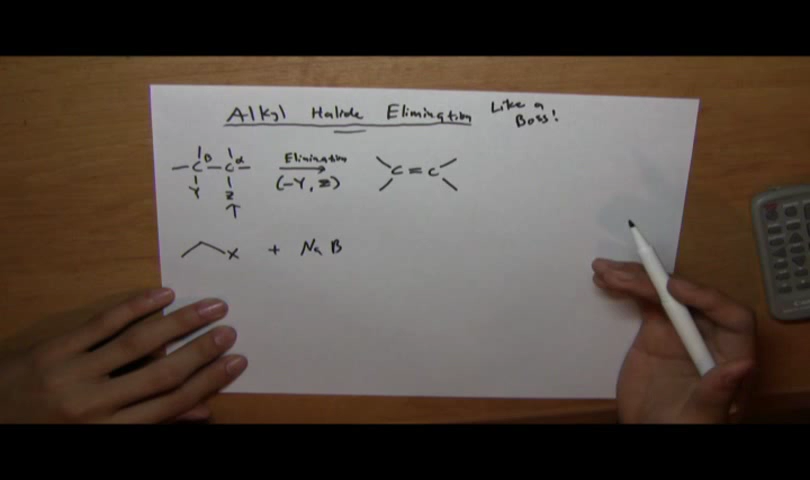 Alkyl Halide Elimination Like a Boss!
β α Elimination
C C C = C
Y Z (-Y, Z)
X + Na B